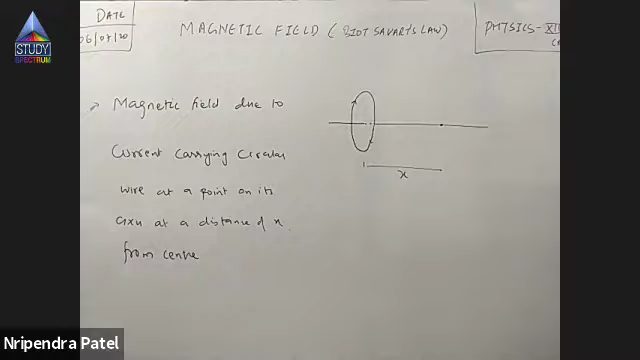 DATE
06/07/20
MAGNETIC FIELD (BIOT SAVART'S LAW)
PHYSICS-XII
STUDY
SPECTRUM
Magnetic field due to
Current carrying circular
wire at a point on its
axis at a distance of x
from centre
x
Nripendra Patel